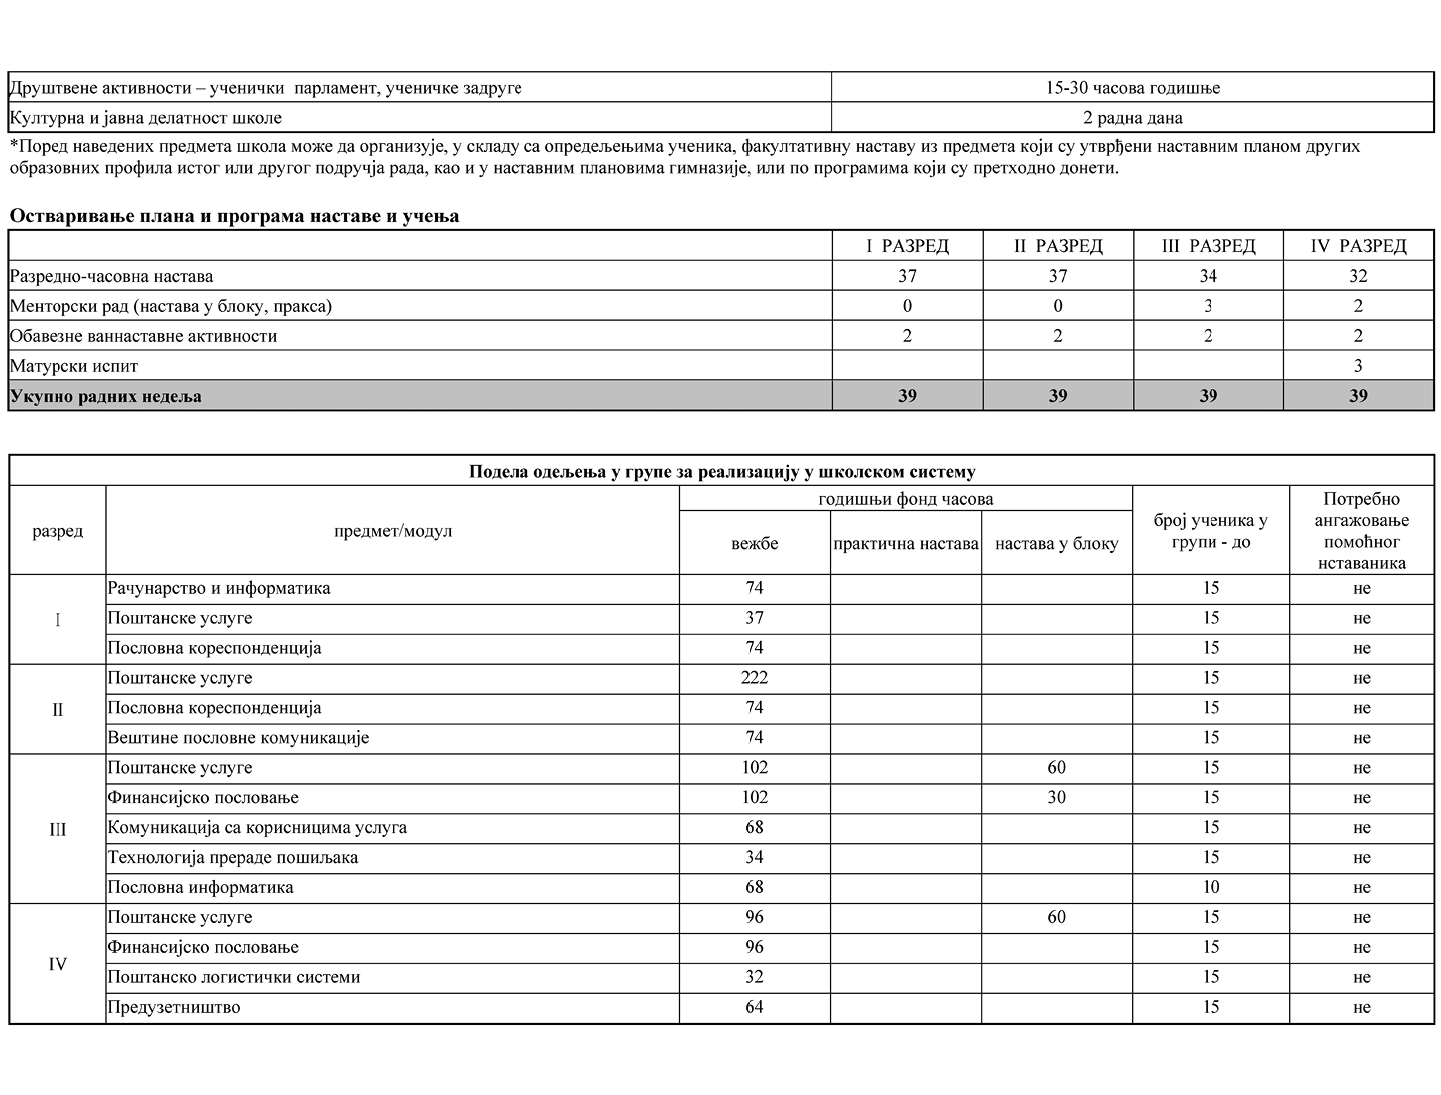 Друштвене активности – ученички  парламент, ученичке задруге 15-30 часова годишње
Културна и јавна делатност школе 2 радна дана
*Поред наведених предмета школа може да организује, у складу са опредељењима ученика, факултативну наставу из предмета који су утврђени наставним планом других
образовних профила истог или другог подручја рада, као и у наставним плановима гимназије, или по програмима који су претходно донети.
Остваривање плана и програма наставе и учења
I РАЗРЕД II РАЗРЕД III РАЗРЕД IV РАЗРЕД
Разредно-часовна настава 37 37 34 32
Менторски рад (настава у блоку, пракса) 0 0 3 2
Обавезне ваннаставне активности 2 2 2 2
Матурски испит 3
Укупно радних недеља 39 39 39 39
Подела одељења у групе за реализацију у школском систему
разред
предмет/модул
годишњи фонд часова
вежбе практична настава настава у блоку
број ученика у
групи - до
Потребно
ангажовање
помоћног
нставаника
I
Рачунарство и информатика 74 15 не
Поштанске услуге 37 15 не
Пословна кореспонденција 74 15 не
II
Поштанске услуге 222 15 не
Пословна кореспонденција 74 15 не
Вештине пословне комуникације 74 15 не
III
Поштанске услуге 102 60 15 не
Финансијско пословање 102 30 15 не
Комуникација са корисницима услуга 68 15 не
Технологија прераде пошиљака 34 15 не
Пословна информатика 68 10 не
IV
Поштанске услуге 96 60 15 не
Финансијско пословање 96 15 не
Поштанско логистички системи 32 15 не
Предузетништво 64 15 не